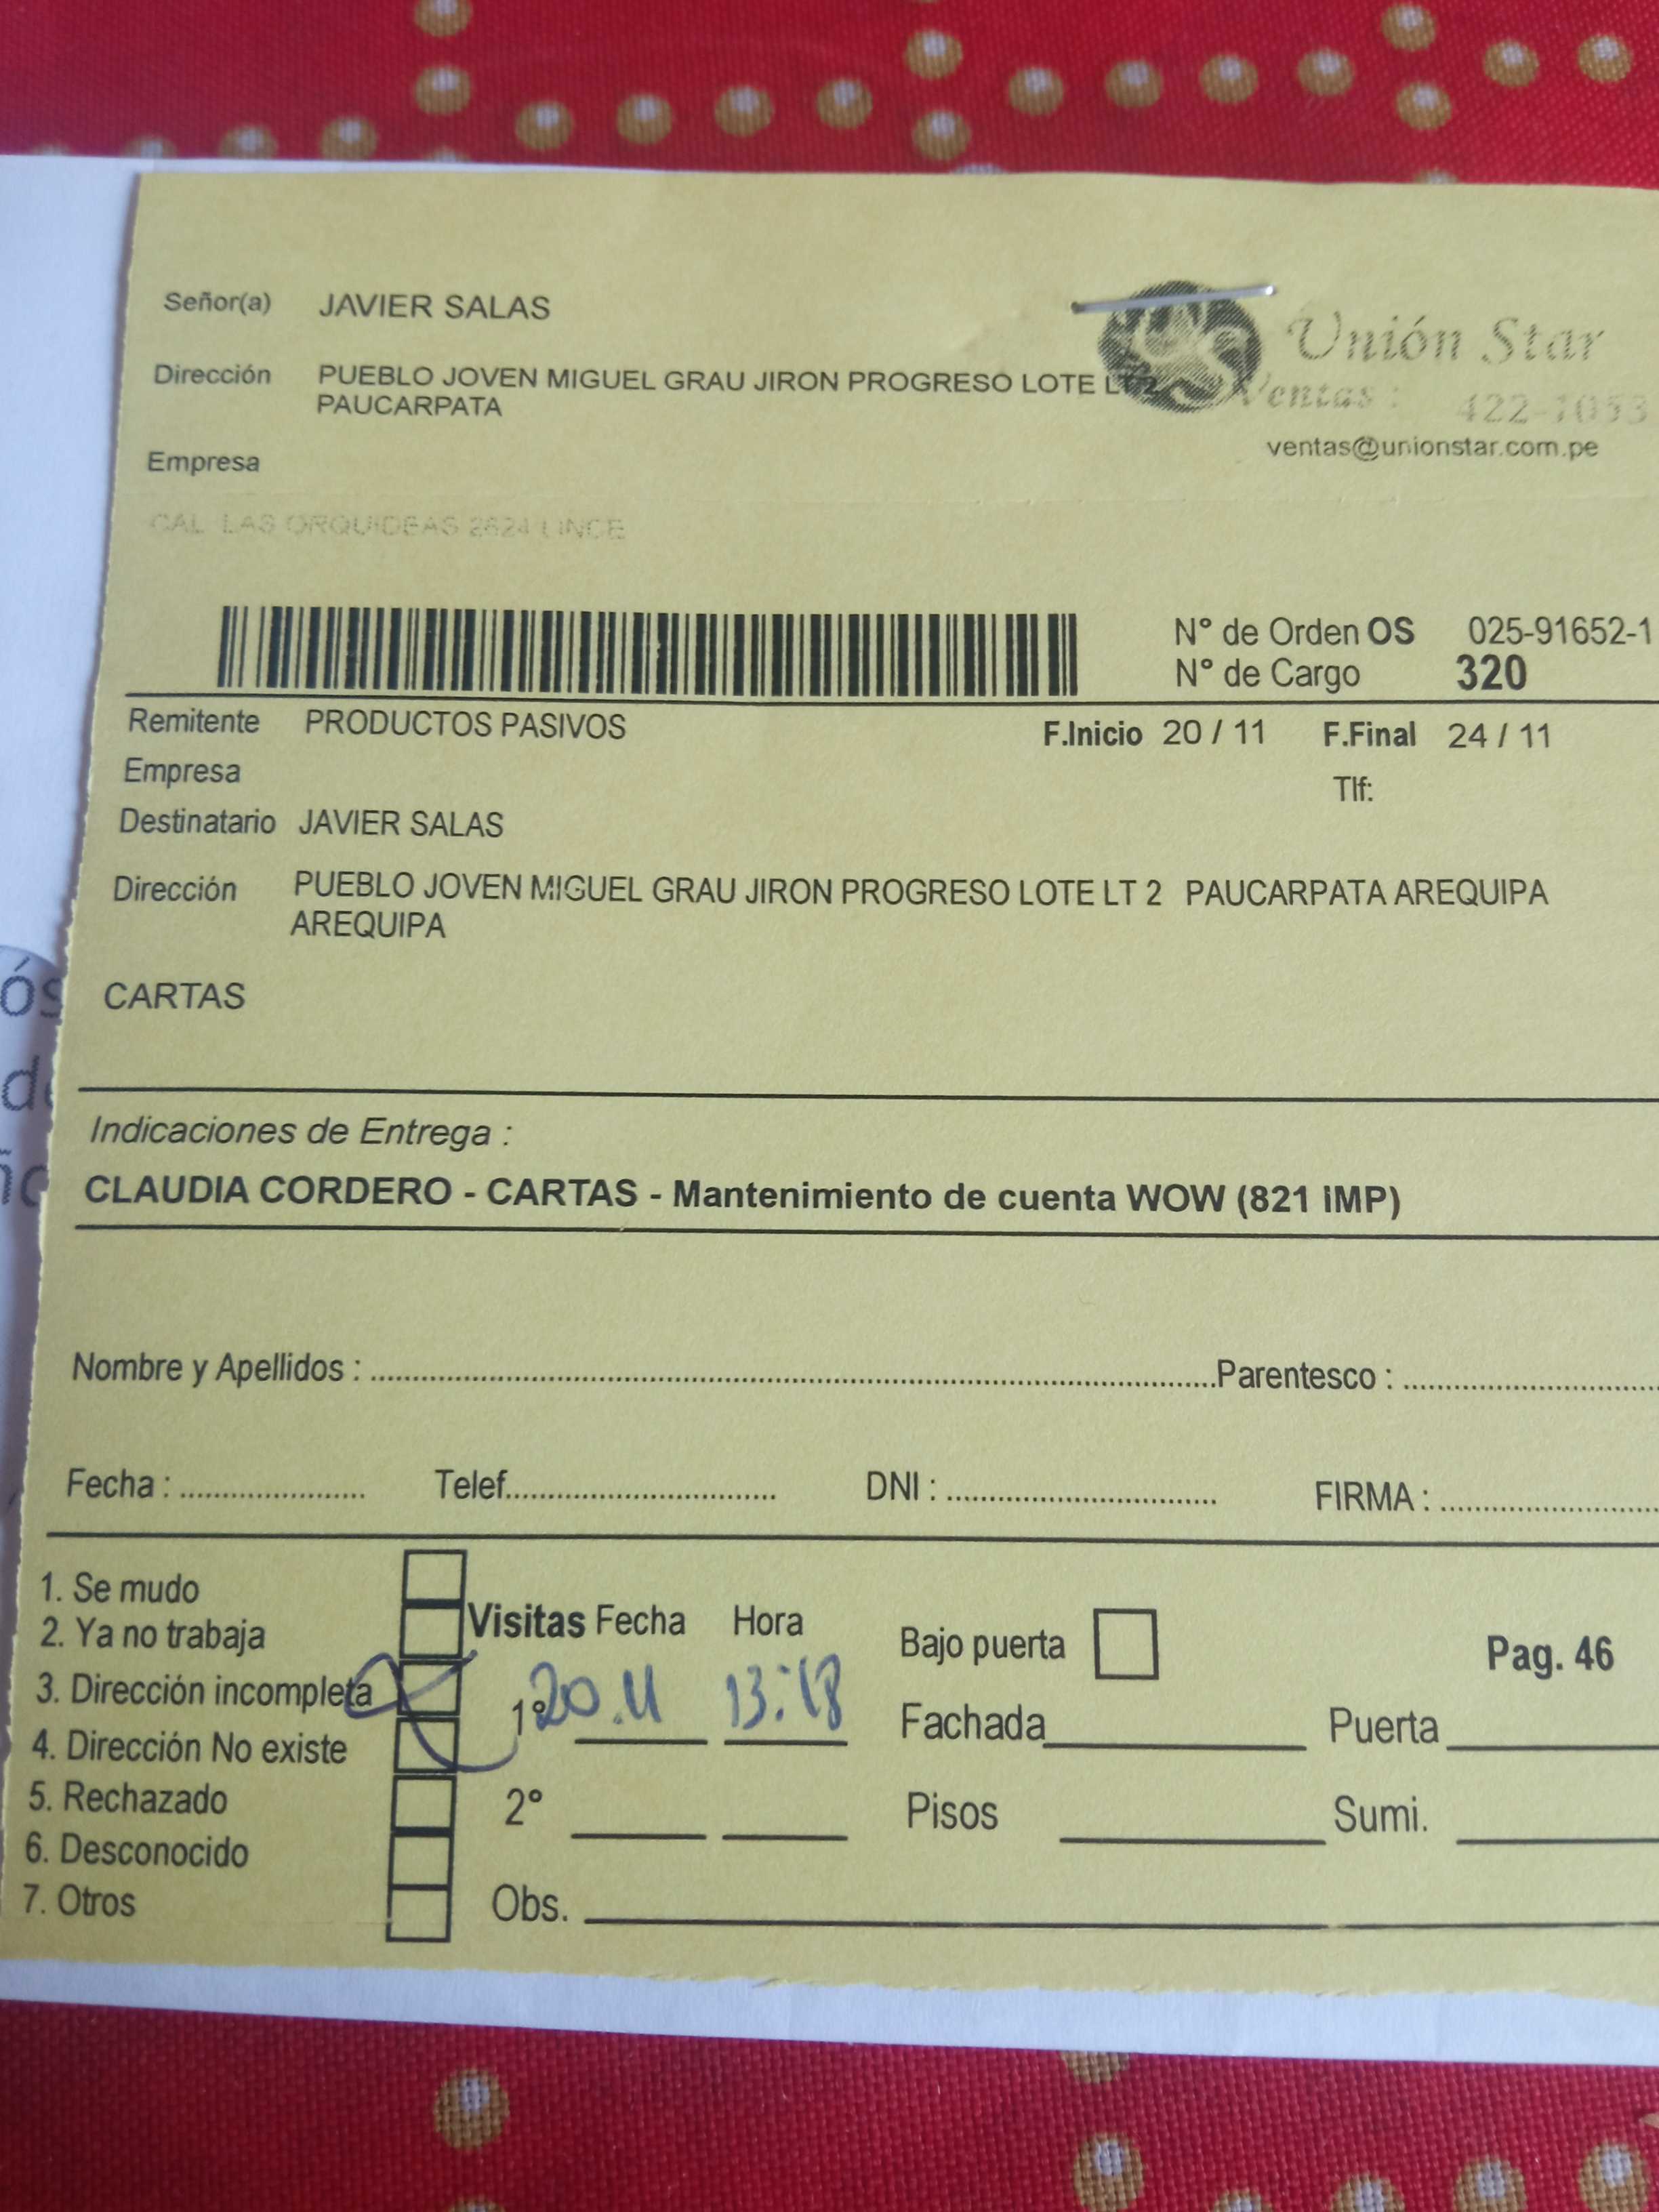 Señor(a) JAVIER SALAS
Dirección PUEBLO JOVEN MIGUEL GRAU JIRON PROGRESO LOTE LT 2
PAUCARPATA
Unión Star
Ventas : 422-1053
ventas@unionstar.com.pe
Empresa
CAL LAS ORQUIDEAS 2624 LINCE
N° de Orden OS 025-91652-1
N° de Cargo 320
Remitente PRODUCTOS PASIVOS F.Inicio 20 / 11 F.Final 24 / 11
Empresa Tlf:
Destinatario JAVIER SALAS
Dirección PUEBLO JOVEN MIGUEL GRAU JIRON PROGRESO LOTE LT 2 PAUCARPATA AREQUIPA
AREQUIPA
CARTAS
Indicaciones de Entrega :
CLAUDIA CORDERO - CARTAS - Mantenimiento de cuenta WOW (821 IMP)
Nombre y Apellidos : Parentesco :
Fecha : Telef. DNI : FIRMA :
1. Se mudo
2. Ya no trabaja
3. Dirección incompleta
4. Dirección No existe
5. Rechazado
6. Desconocido
7. Otros
Visitas Fecha Hora
1° 20.11 13:18
2°
Obs.
Bajo puerta
Fachada Puerta
Pisos Sumi.
Pag. 46